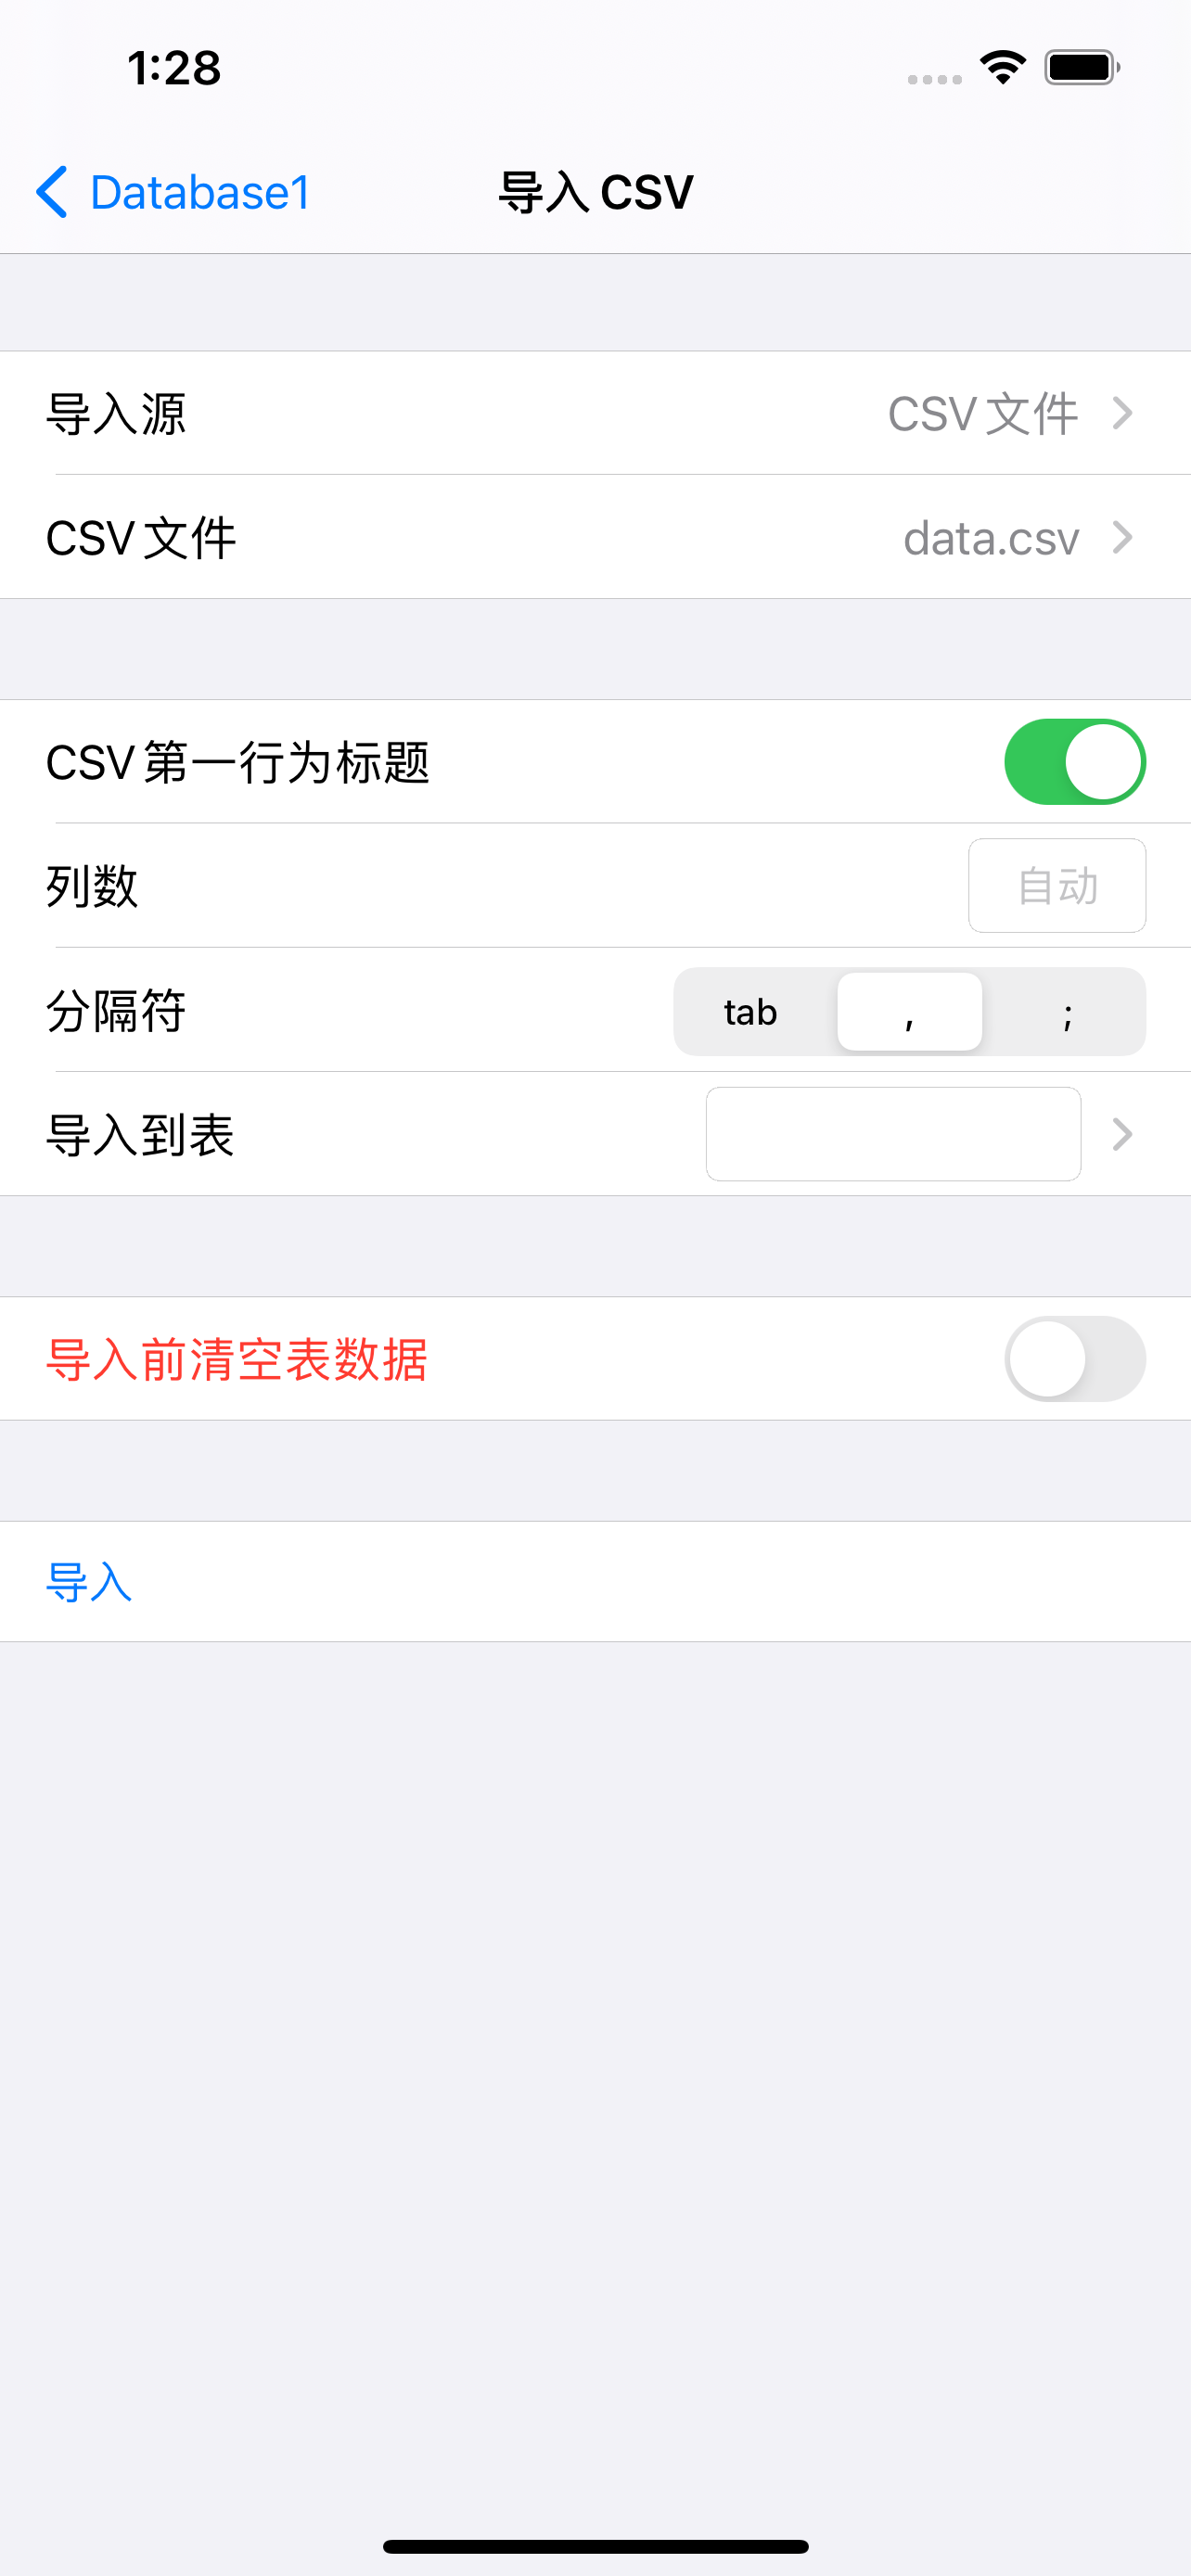 1:28
Database1 导入 CSV
导入源 CSV 文件
CSV 文件 data.csv
CSV 第一行为标题
列数 自动
分隔符 tab , ;
导入到表
导入前清空表数据
导入